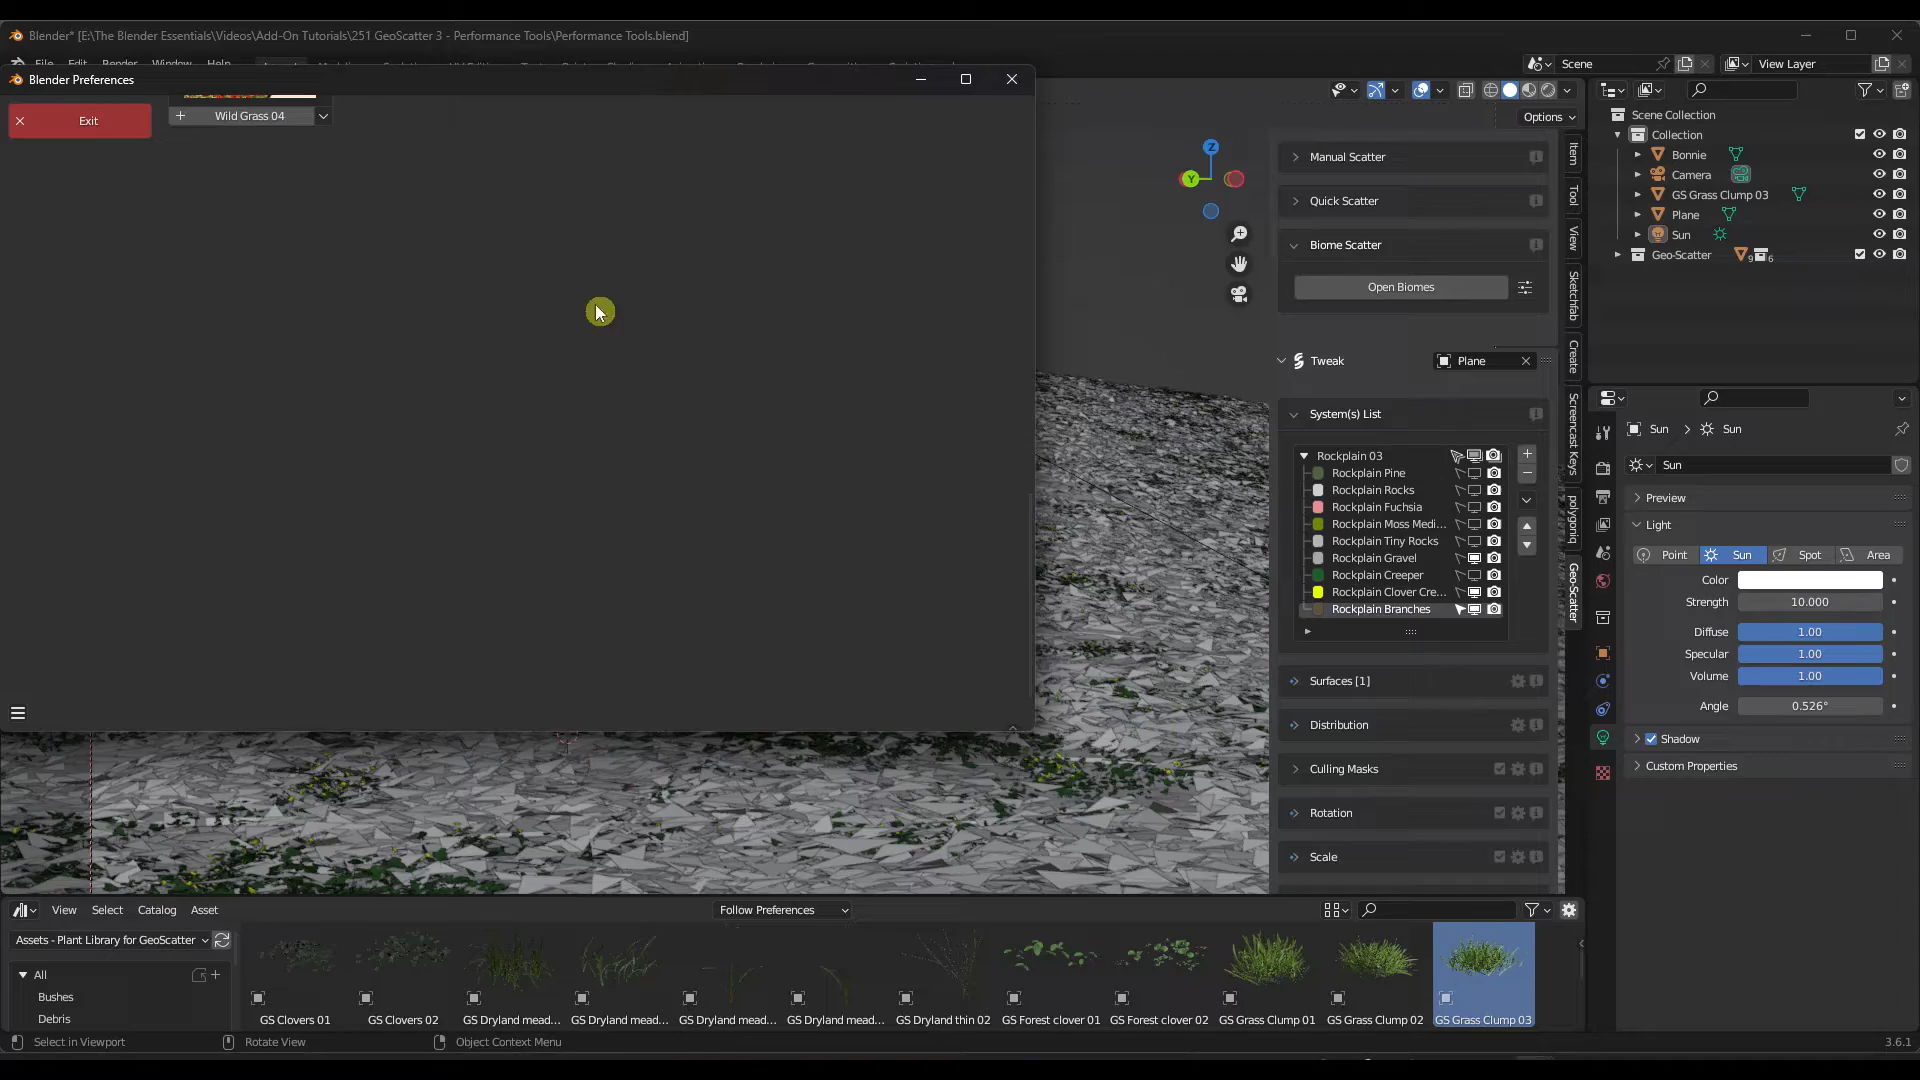 Blender* [E:\The Blender Essentials\Videos\Add-On Tutorials\251 GeoScatter 3 - Performance Tools\Performance Tools.blend]
File Edit Render Window Help
Scene
View Layer
Blender Preferences
Exit
Wild Grass 04
Options
Z
Y
Manual Scatter
Quick Scatter
Biome Scatter
Open Biomes
Tweak
Plane
System(s) List
Rockplain 03
Rockplain Pine
Rockplain Rocks
Rockplain Fuchsia
Rockplain Moss Medi...
Rockplain Tiny Rocks
Rockplain Gravel
Rockplain Creeper
Rockplain Clover Cre...
Rockplain Branches
Surfaces [1]
Distribution
Culling Masks
Rotation
Scale
Item
Tool
View
Sketchfab
Create
Screencast Keys
polygoniq
Geo-Scatter
Scene Collection
Collection
Bonnie
Camera
GS Grass Clump 03
Plane
Sun
Geo-Scatter
9
6
Sun
Sun
Sun
Preview
Light
Point
Sun
Spot
Area
Color
Strength 10.000
Diffuse 1.00
Specular 1.00
Volume 1.00
Angle 0.526°
Shadow
Custom Properties
View Select Catalog Asset
Follow Preferences
Assets - Plant Library for GeoScatter
All
Bushes
Debris
GS Clovers 01
GS Clovers 02
GS Dryland mead...
GS Dryland mead...
GS Dryland mead...
GS Dryland mead...
GS Dryland thin 02
GS Forest clover 01
GS Forest clover 02
GS Grass Clump 01
GS Grass Clump 02
GS Grass Clump 03
Select in Viewport
Rotate View
Object Context Menu
3.6.1